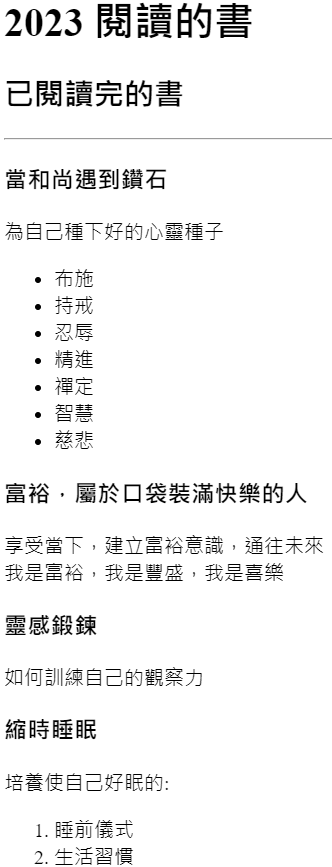 2023 閱讀的書
已閱讀完的書
當和尚遇到鑽石
為自己種下好的心靈種子
• 布施
• 持戒
• 忍辱
• 精進
• 禪定
• 智慧
• 慈悲
富裕，屬於口袋裝滿快樂的人
享受當下，建立富裕意識，通往未來
我是富裕，我是豐盛，我是喜樂
靈感鍛鍊
如何訓練自己的觀察力
縮時睡眠
培養使自己好眠的:
1. 睡前儀式
2. 生活習慣